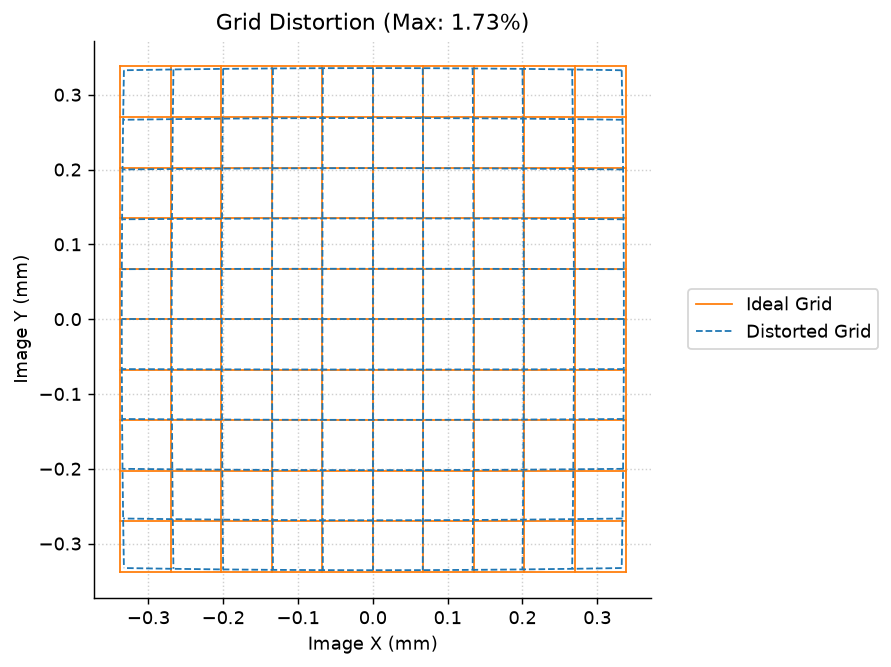 Grid Distortion (Max: 1.73%)
Image Y (mm)
0.3
0.2
0.1
0.0
−0.1
−0.2
−0.3
−0.3 −0.2 −0.1 0.0 0.1 0.2 0.3
Image X (mm)
Ideal Grid
Distorted Grid